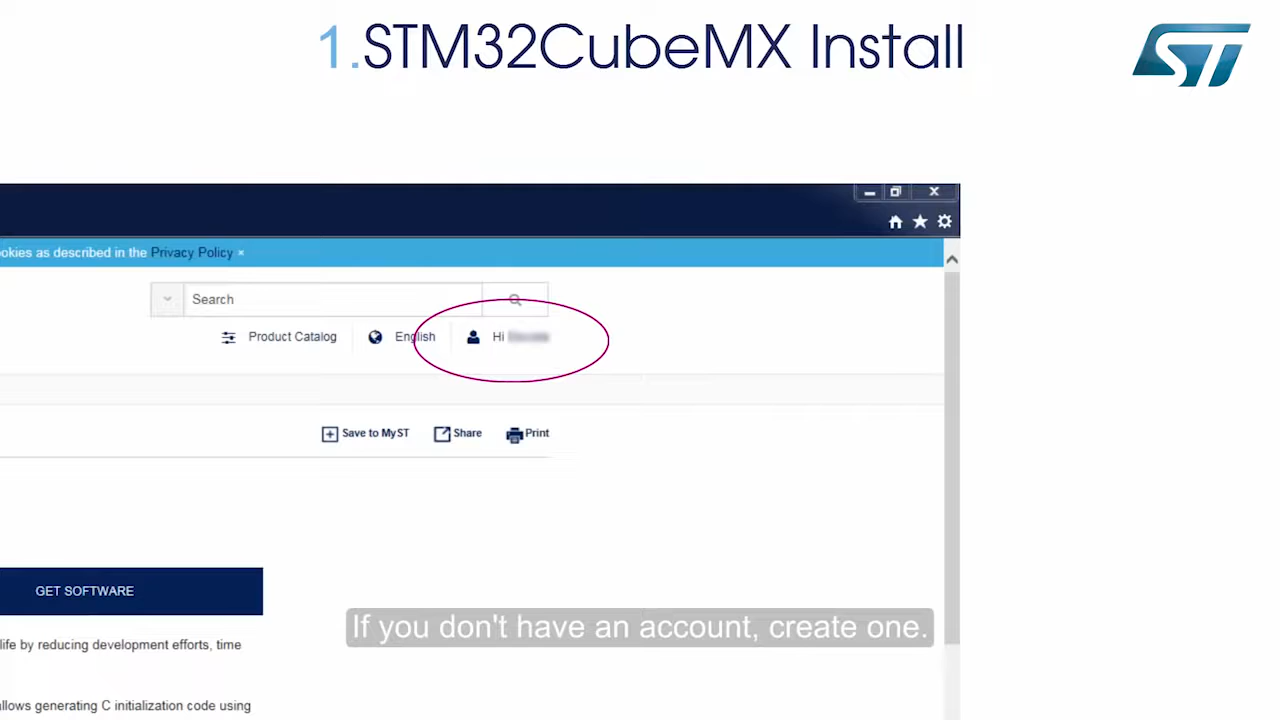 1.STM32CubeMX Install
ST
ookies as described in the Privacy Policy ×
Search
Product Catalog
English
Hi
Save to MyST
Share
Print
GET SOFTWARE
If you don't have an account, create one.
life by reducing development efforts, time
allows generating C initialization code using